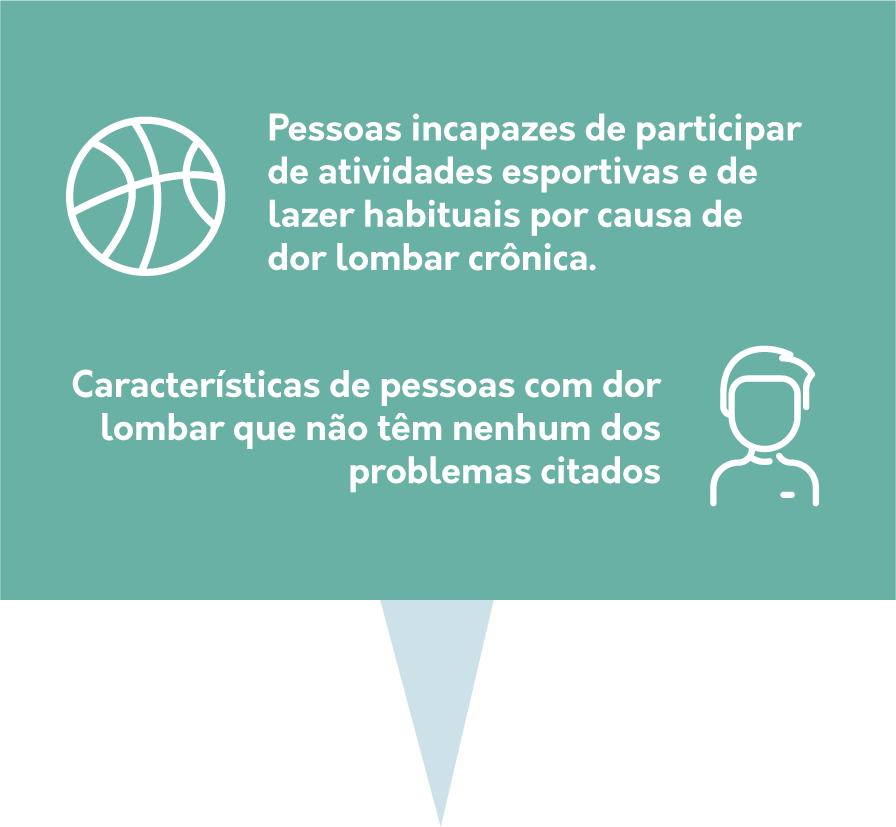 Pessoas incapazes de participar
de atividades esportivas e de
lazer habituais por causa de
dor lombar crônica.
Características de pessoas com dor
lombar que não têm nenhum dos
problemas citados